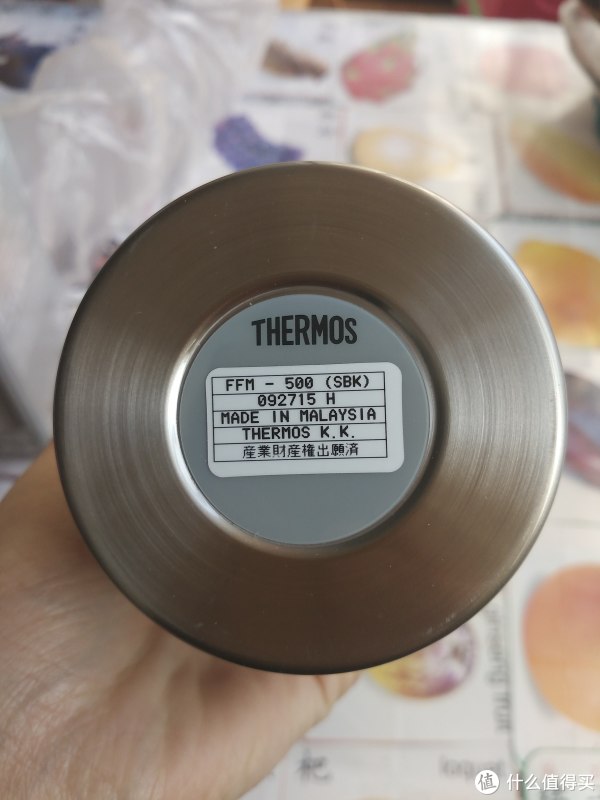 THERMOS
FFM - 500 (SBK)
092715 H
MADE IN MALAYSIA
THERMOS K.K.
産業財産権出願済
杷
值 什么值得买